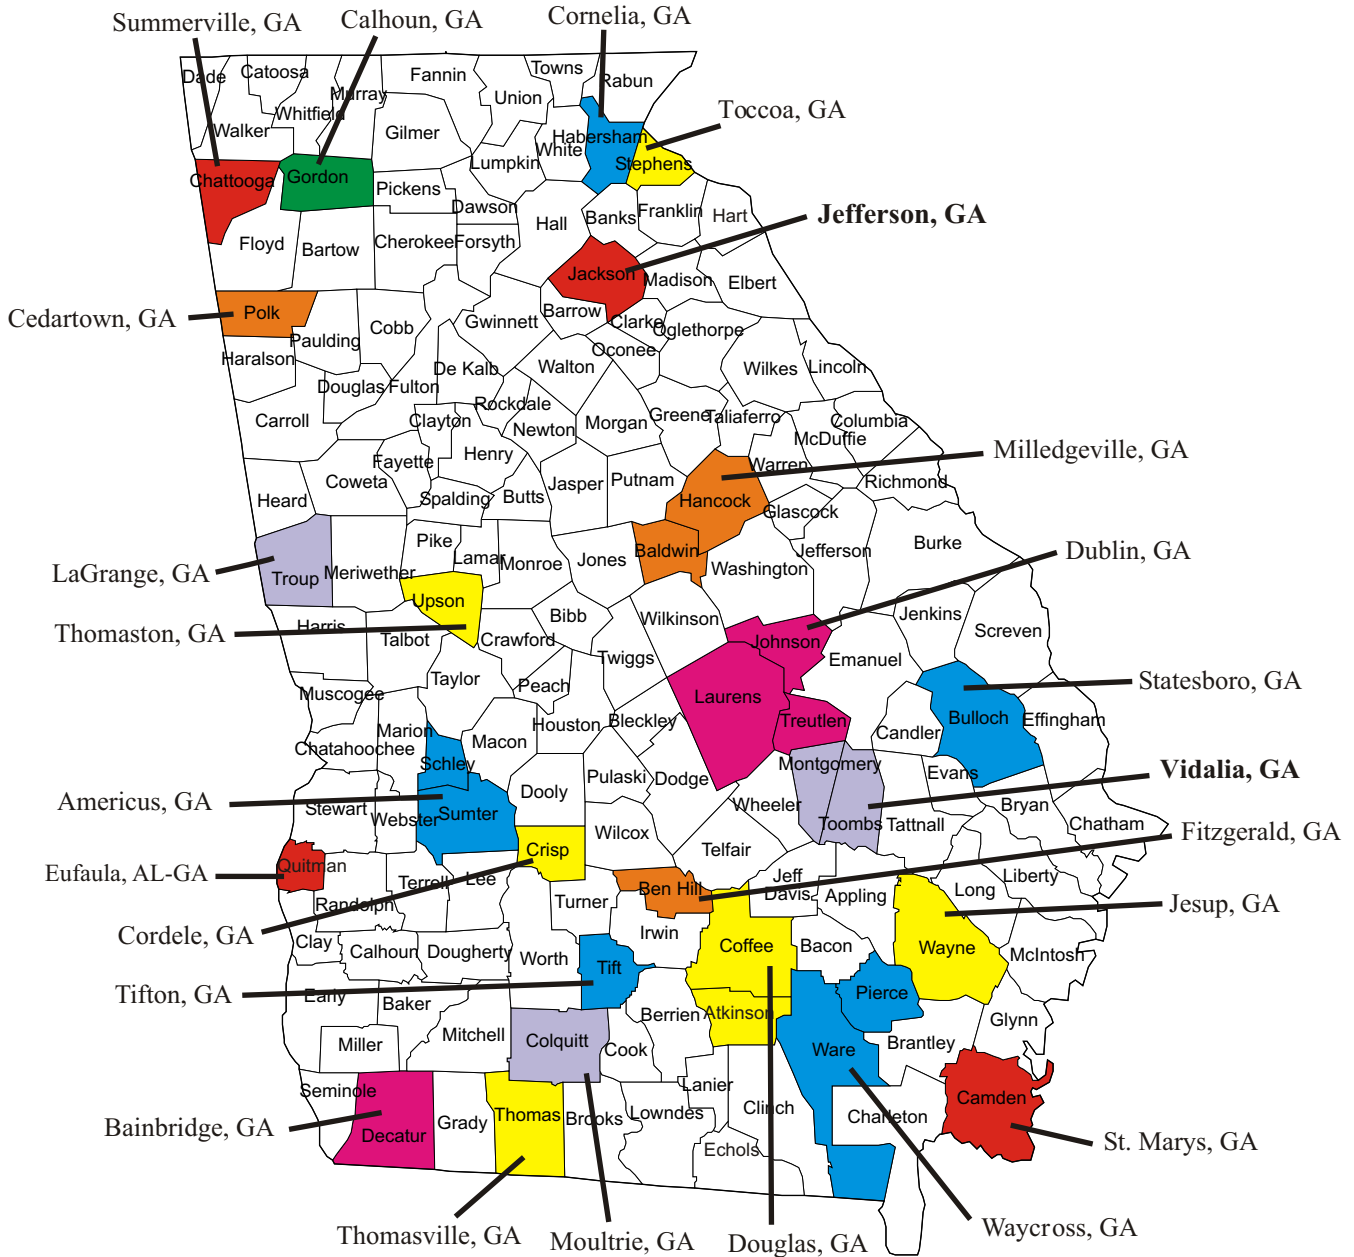 Summerville, GA
Calhoun, GA
Cornelia, GA
Toccoa, GA
Jefferson, GA
Cedartown, GA
Milledgeville, GA
Dublin, GA
LaGrange, GA
Thomaston, GA
Statesboro, GA
Vidalia, GA
Americus, GA
Fitzgerald, GA
Eufaula, AL-GA
Jesup, GA
Cordele, GA
Tifton, GA
Bainbridge, GA
St. Marys, GA
Thomasville, GA
Moultrie, GA
Douglas, GA
Waycross, GA
Dade
Catoosa
Fannin
Towns
Rabun
Murray
Union
Whitfield
Walker
Gilmer
Habersham
White
Lumpkin
Stephens
Chattooga
Gordon
Pickens
Dawson
Hall
Banks
Franklin
Hart
Floyd
Bartow
Cherokee
Forsyth
Jackson
Madison
Elbert
Polk
Paulding
Cobb
Gwinnett
Barrow
Clarke
Oglethorpe
Haralson
Oconee
Douglas
Fulton
De Kalb
Walton
Wilkes
Lincoln
Rockdale
Carroll
Clayton
Newton
Morgan
Greene
Taliaferro
Columbia
McDuffie
Fayette
Henry
Warren
Heard
Coweta
Spalding
Butts
Jasper
Putnam
Hancock
Richmond
Glascock
Pike
Lamar
Monroe
Jones
Baldwin
Washington
Jefferson
Burke
Troup
Meriwether
Upson
Harris
Talbot
Crawford
Bibb
Wilkinson
Johnson
Jenkins
Screven
Emanuel
Twiggs
Taylor
Peach
Muscogee
Laurens
Treutlen
Bulloch
Effingham
Candler
Marion
Macon
Houston
Bleckley
Chatahoochee
Schley
Montgomery
Evans
Pulaski
Dodge
Dooly
Stewart
Webster
Sumter
Wheeler
Toombs
Tattnall
Bryan
Chatham
Wilcox
Crisp
Telfair
Quitman
Terrell
Lee
Ben Hill
Jeff
Davis
Appling
Long
Liberty
Randolph
Turner
Irwin
Clay
Calhoun
Dougherty
Worth
Tift
Coffee
Bacon
Wayne
McIntosh
Pierce
Early
Baker
Berrien
Atkinson
Glynn
Miller
Mitchell
Colquitt
Cook
Ware
Brantley
Seminole
Lanier
Clinch
Charleton
Camden
Decatur
Grady
Thomas
Brooks
Lowndes
Echols